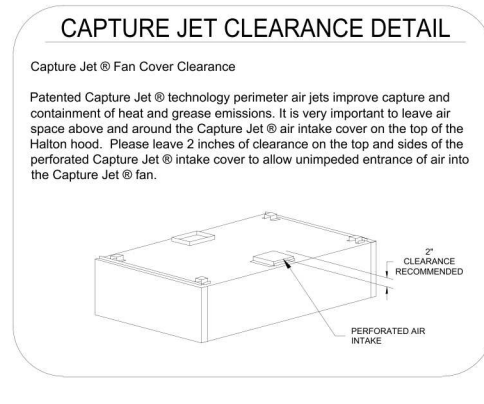 CAPTURE JET CLEARANCE DETAIL
Capture Jet ® Fan Cover Clearance
Patented Capture Jet ® technology perimeter air jets improve capture and
containment of heat and grease emissions. It is very important to leave air
space above and around the Capture Jet ® air intake cover on the top of the
Halton hood.  Please leave 2 inches of clearance on the top and sides of the
perforated Capture Jet ® intake cover to allow unimpeded entrance of air into
the Capture Jet ® fan.
2"
CLEARANCE
RECOMMENDED
PERFORATED AIR
INTAKE